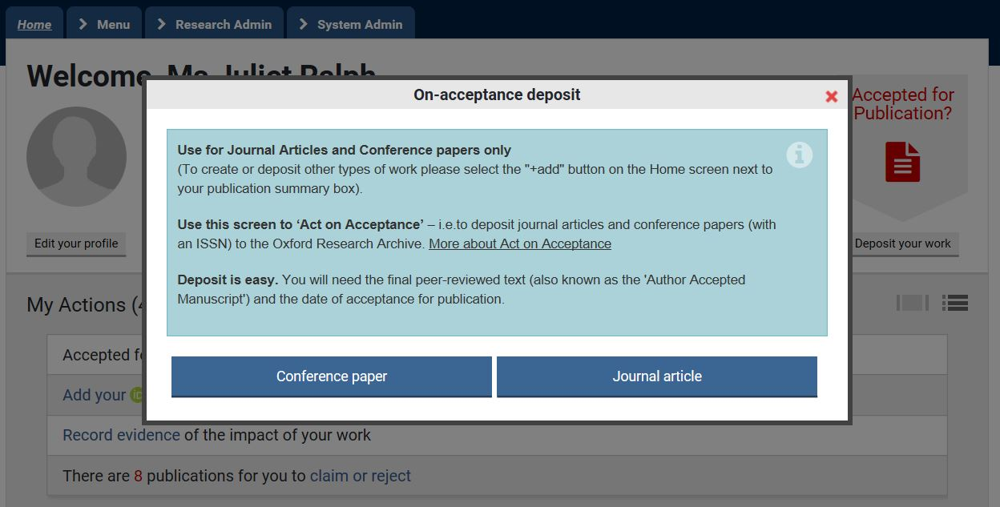 Home
Menu
Research Admin
System Admin
Welcome, Ms Juliet Ralph
On-acceptance deposit
Accepted for
Publication?
Use for Journal Articles and Conference papers only
(To create or deposit other types of work please select the "+add" button on the Home screen next to
your publication summary box).
Use this screen to ‘Act on Acceptance’ – i.e.to deposit journal articles and conference papers (with
an ISSN) to the Oxford Research Archive. More about Act on Acceptance
Deposit is easy. You will need the final peer-reviewed text (also known as the 'Author Accepted
Manuscript') and the date of acceptance for publication.
Conference paper
Journal article
Edit your profile
Deposit your work
My Actions
Accepted
Add your iD
Record evidence of the impact of your work
There are 8 publications for you to claim or reject